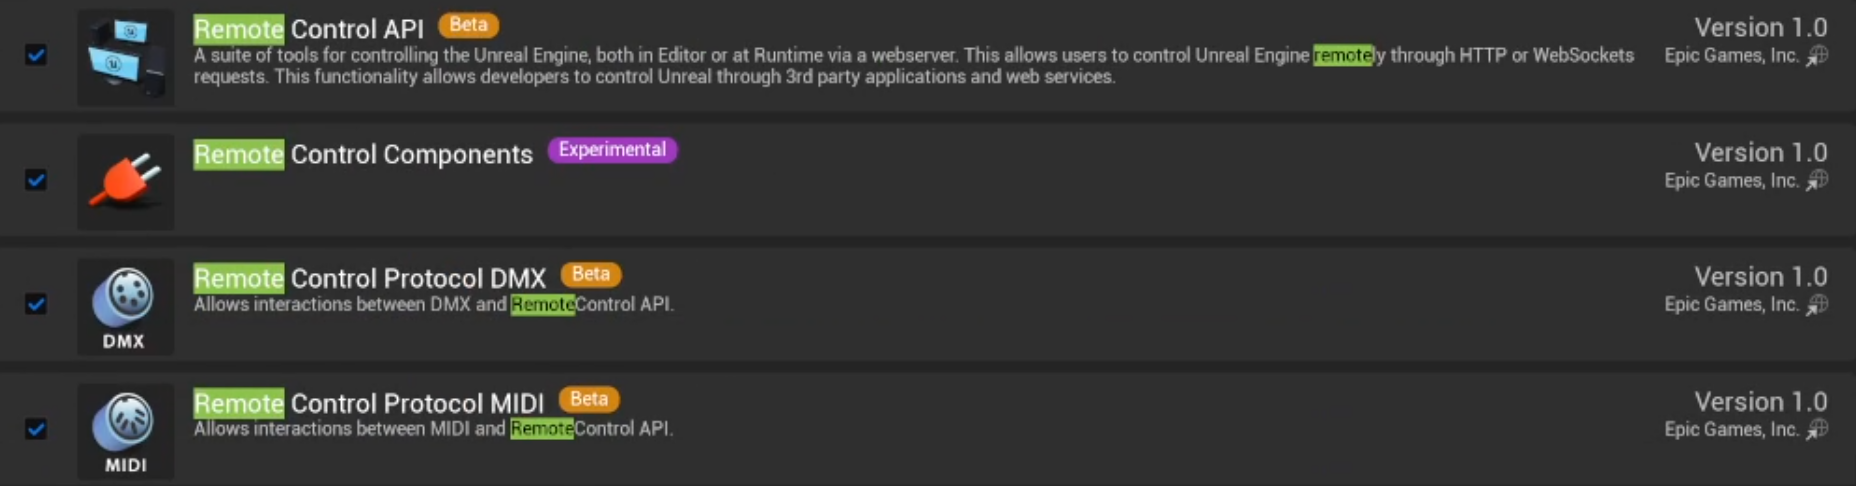 Remote Control API Beta Version 1.0
A suite of tools for controlling the Unreal Engine, both in Editor or at Runtime via a webserver. This allows users to control Unreal Engine remotely through HTTP or WebSockets Epic Games, Inc.
requests. This functionality allows developers to control Unreal through 3rd party applications and web services.
Remote Control Components Experimental Version 1.0
Epic Games, Inc.
Remote Control Protocol DMX Beta Version 1.0
Allows interactions between DMX and RemoteControl API. Epic Games, Inc.
DMX
Remote Control Protocol MIDI Beta Version 1.0
Allows interactions between MIDI and RemoteControl API. Epic Games, Inc.
MIDI